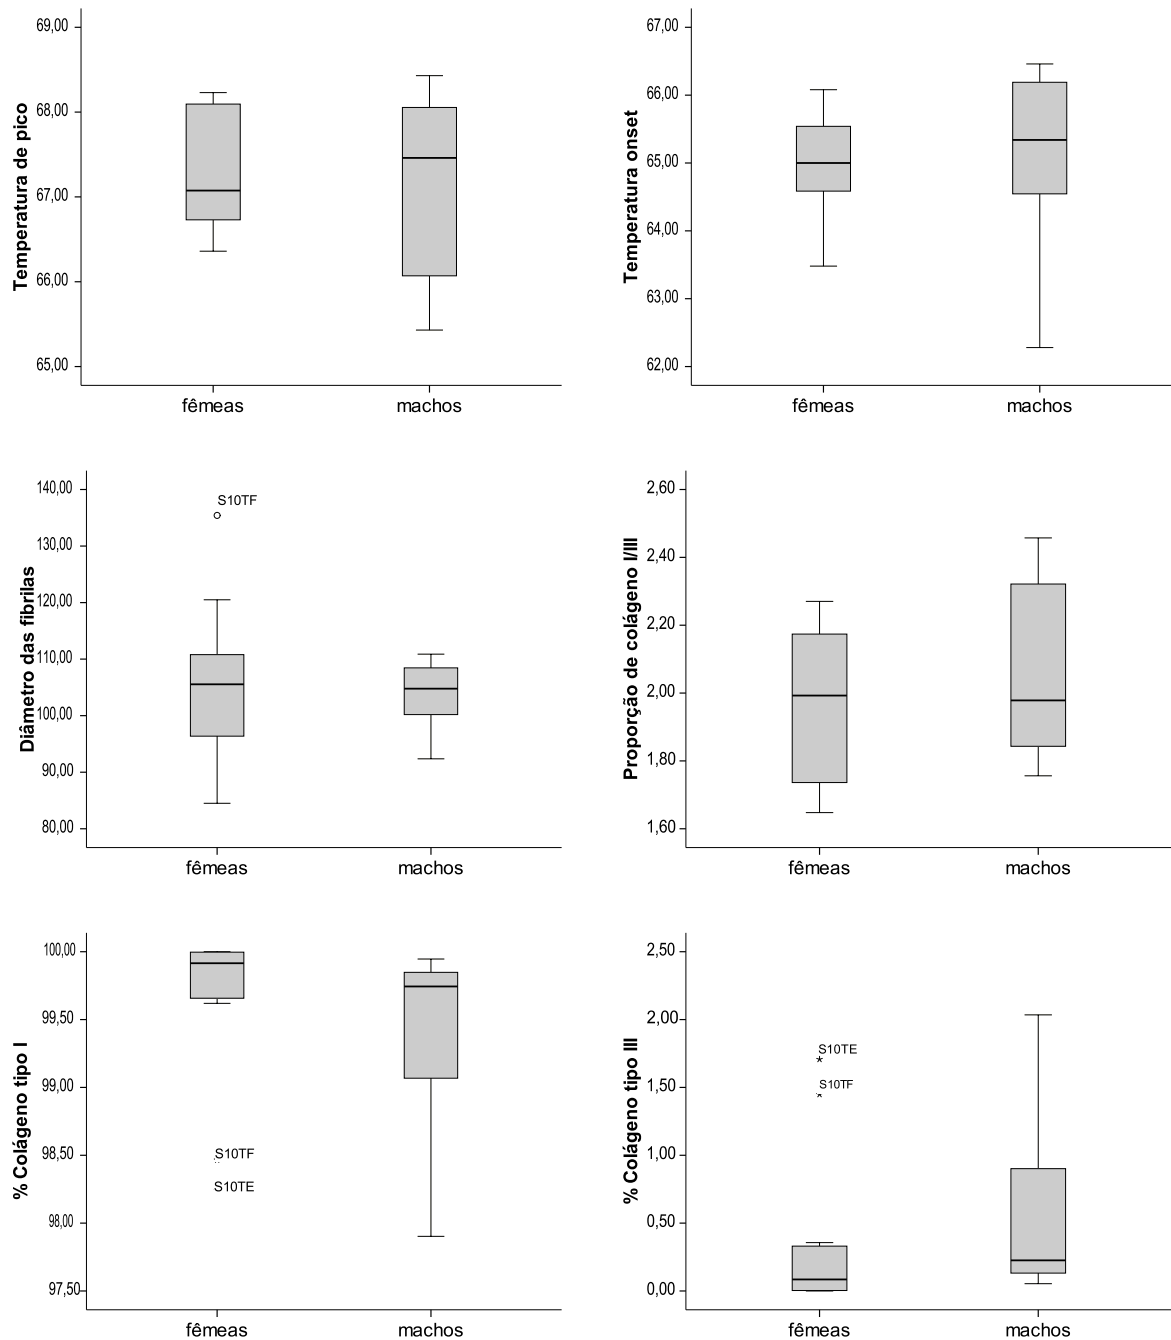 Temperatura de pico
69,00
68,00
67,00
66,00
65,00
fêmeas
machos
Temperatura onset
67,00
66,00
65,00
64,00
63,00
62,00
fêmeas
machos
Diâmetro das fibrilas
140,00
130,00
120,00
110,00
100,00
90,00
80,00
S10TF
fêmeas
machos
Proporção de colágeno I/III
2,60
2,40
2,20
2,00
1,80
1,60
fêmeas
machos
% Colágeno tipo I
100,00
99,50
99,00
98,50
98,00
97,50
S10TF
S10TE
fêmeas
machos
% Colágeno tipo III
2,50
2,00
1,50
1,00
0,50
0,00
S10TE
S10TF
fêmeas
machos